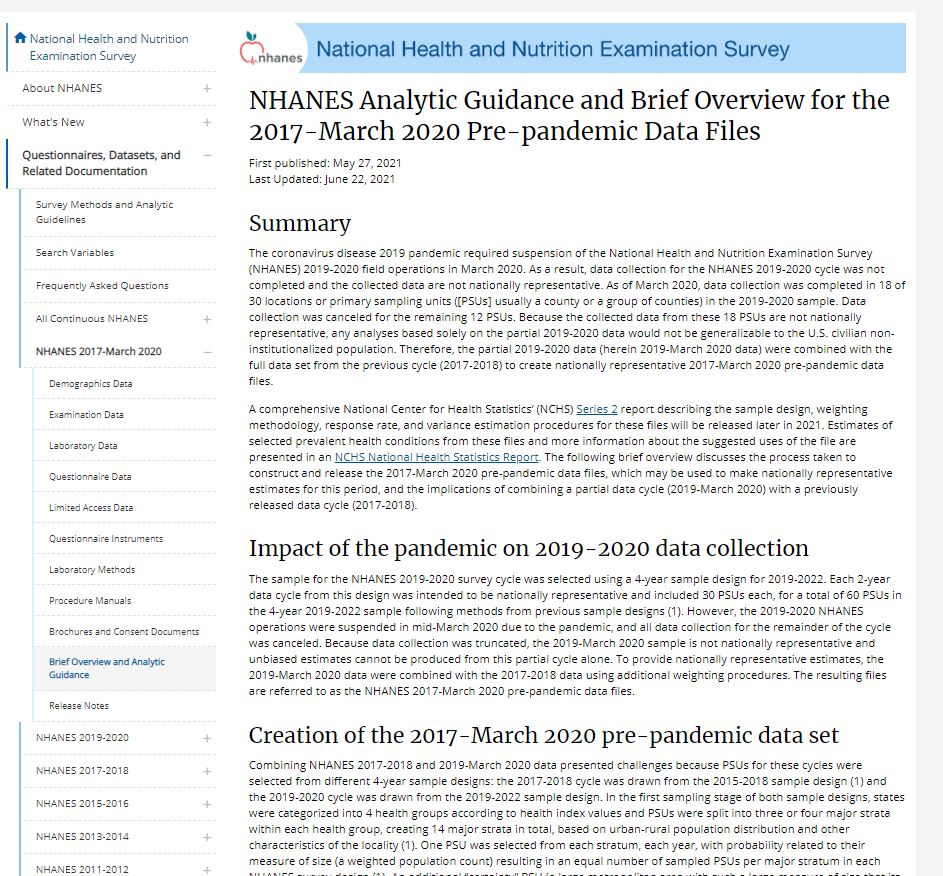 National Health and Nutrition
Examination Survey
About NHANES
What's New
Questionnaires, Datasets, and
Related Documentation
Survey Methods and Analytic
Guidelines
Search Variables
Frequently Asked Questions
All Continuous NHANES
NHANES 2017-March 2020
Demographics Data
Examination Data
Laboratory Data
Questionnaire Data
Limited Access Data
Questionnaire Instruments
Laboratory Methods
Procedure Manuals
Brochures and Consent Documents
Brief Overview and Analytic
Guidance
Release Notes
NHANES 2019-2020
NHANES 2017-2018
NHANES 2015-2016
NHANES 2013-2014
NHANES 2011-2012
nhanes National Health and Nutrition Examination Survey
NHANES Analytic Guidance and Brief Overview for the
2017-March 2020 Pre-pandemic Data Files
First published: May 27, 2021
Last Updated: June 22, 2021
Summary
The coronavirus disease 2019 pandemic required suspension of the National Health and Nutrition Examination Survey
(NHANES) 2019-2020 field operations in March 2020. As a result, data collection for the NHANES 2019-2020 cycle was not
completed and the collected data are not nationally representative. As of March 2020, data collection was completed in 18 of
30 locations or primary sampling units ([PSUs] usually a county or a group of counties) in the 2019-2020 sample. Data
collection was canceled for the remaining 12 PSUs. Because the collected data from these 18 PSUs are not nationally
representative, any analyses based solely on the partial 2019-2020 data would not be generalizable to the U.S. civilian non-
institutionalized population. Therefore, the partial 2019-2020 data (herein 2019-March 2020 data) were combined with the
full data set from the previous cycle (2017-2018) to create nationally representative 2017-March 2020 pre-pandemic data
files.
A comprehensive National Center for Health Statistics' (NCHS) Series 2 report describing the sample design, weighting
methodology, response rate, and variance estimation procedures for these files will be released later in 2021. Estimates of
selected prevalent health conditions from these files and more information about the suggested uses of the file are
presented in an NCHS National Health Statistics Report. The following brief overview discusses the process taken to
construct and release the 2017-March 2020 pre-pandemic data files, which may be used to make nationally representative
estimates for this period, and the implications of combining a partial data cycle (2019-March 2020) with a previously
released data cycle (2017-2018).
Impact of the pandemic on 2019-2020 data collection
The sample for the NHANES 2019-2020 survey cycle was selected using a 4-year sample design for 2019-2022. Each 2-year
data cycle from this design was intended to be nationally representative and included 30 PSUs each, for a total of 60 PSUs in
the 4-year 2019-2022 sample following methods from previous sample designs (1). However, the 2019-2020 NHANES
operations were suspended in mid-March 2020 due to the pandemic, and all data collection for the remainder of the cycle
was canceled. Because data collection was truncated, the 2019-March 2020 sample is not nationally representative and
unbiased estimates cannot be produced from this partial cycle alone. To provide nationally representative estimates, the
2019-March 2020 data were combined with the 2017-2018 data using additional weighting procedures. The resulting files
are referred to as the NHANES 2017-March 2020 pre-pandemic data files.
Creation of the 2017-March 2020 pre-pandemic data set
Combining NHANES 2017-2018 and 2019-March 2020 data presented challenges because PSUs for these cycles were
selected from different 4-year sample designs: the 2017-2018 cycle was drawn from the 2015-2018 sample design (1) and
the 2019-2020 cycle was drawn from the 2019-2022 sample design. In the first sampling stage of both sample designs, states
were categorized into 4 health groups according to health index values and PSUs were split into three or four major strata
within each health group, creating 14 major strata in total, based on urban-rural population distribution and other
characteristics of the locality (1). One PSU was selected from each stratum, each year, with probability related to their
measure of size (a weighted population count) resulting in an equal number of sampled PSUs per major stratum in each
NHANES survey design (1). An additional "certainty" PSU (a large metropolitan area with such a large measure of size that its